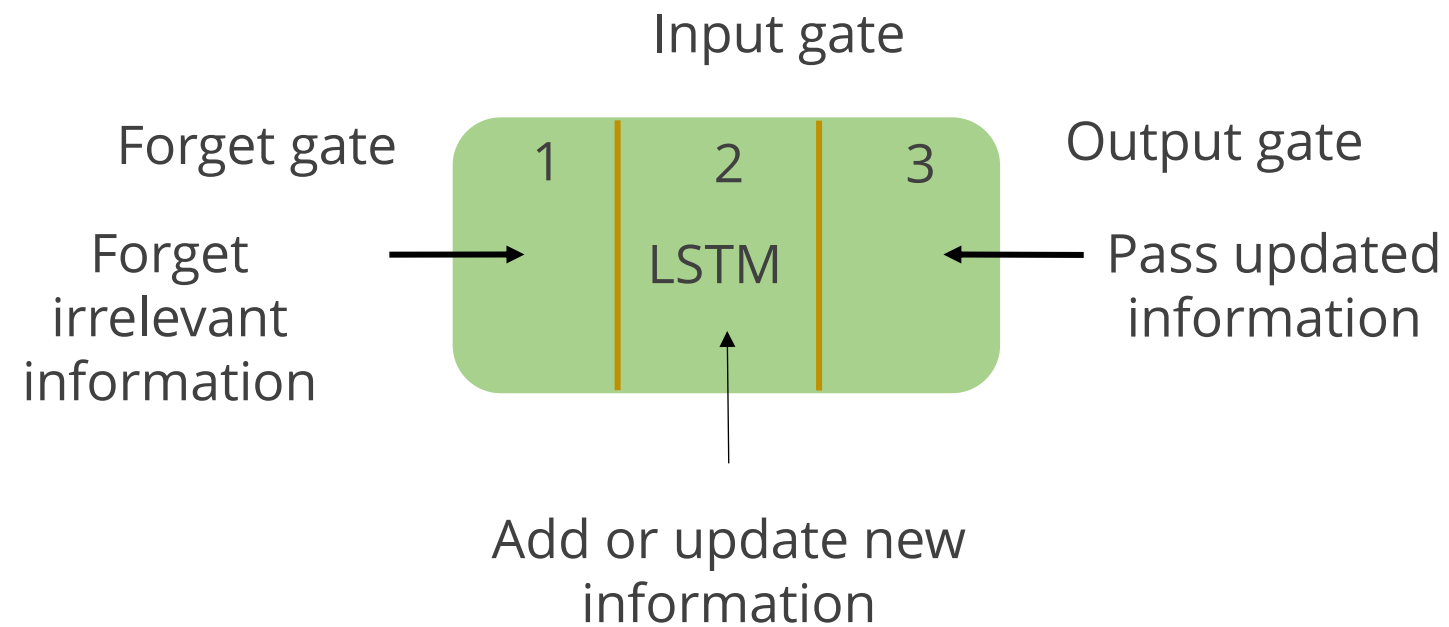 Input gate
Forget gate
1
2
3
Output gate
Forget
irrelevant
information
LSTM
Pass updated
information
Add or update new
information